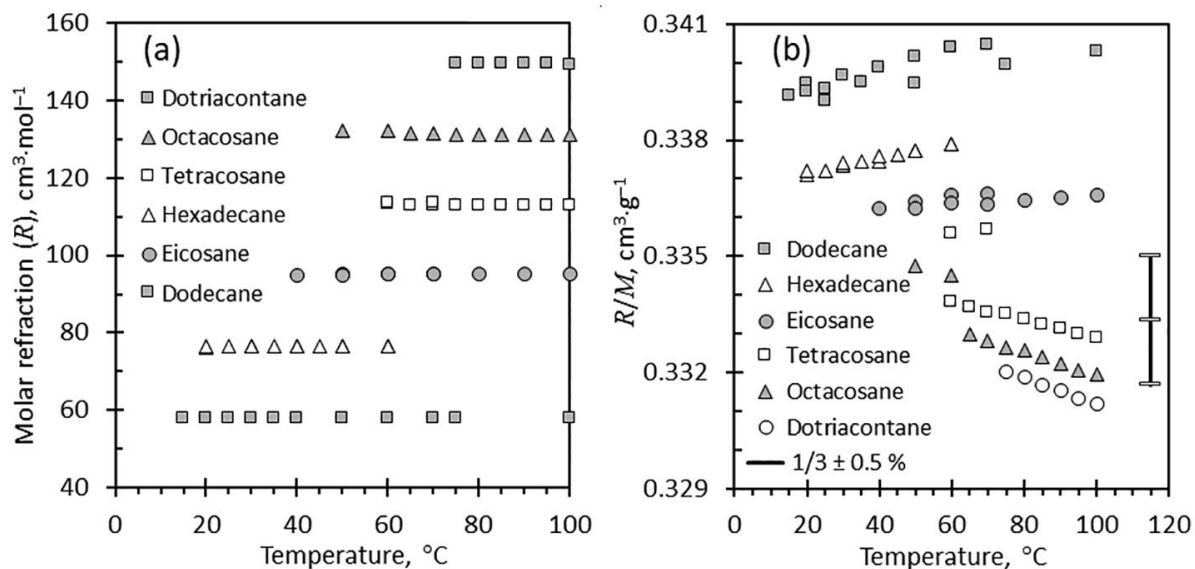 (a)
Molar refraction (R), cm³·mol⁻¹
160
140
120
100
80
60
40
Dotriacontane
Octacosane
Tetracosane
Hexadecane
Eicosane
Dodecane
0 20 40 60 80 100
Temperature, °C
(b)
R/M, cm³·g⁻¹
0.341
0.338
0.335
0.332
0.329
Dodecane
Hexadecane
Eicosane
Tetracosane
Octacosane
Dotriacontane
1/3 ± 0.5 %
0 20 40 60 80 100 120
Temperature, °C